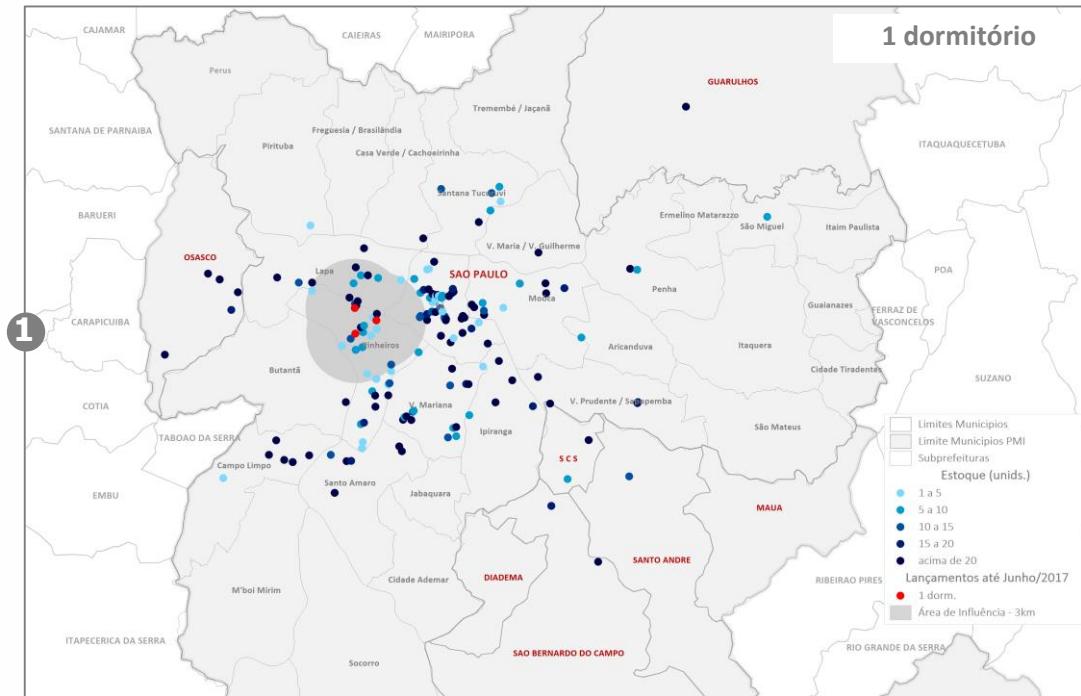 1 dormitório
CAJAMAR
CAIEIRAS
MAIRIPORA
Perus
GUARULHOS
Tremembé / Jaçanã
SANTANA DE PARNAIBA
Freguesia / Brasilândia
Pirituba
Casa Verde / Cachoeirinha
ITAQUAQUECETUBA
Santana Tucuruvi
BARUERI
Ermelino Matarazzo
São Miguel
Itaim Paulista
V. Maria / V. Guilherme
OSASCO
Lapa
SAO PAULO
POA
Penha
Mooca
Guaianazes
FERRAZ DE
VASCONCELOS
CARAPICUIBA
1
Pinheiros
Aricanduva
Itaquera
Butantã
Cidade Tiradentes
SUZANO
COTIA
V. Mariana
V. Prudente / Sapopemba
São Mateus
TABOAO DA SERRA
Ipiranga
Campo Limpo
S C S
Santo Amaro
Jabaquara
EMBU
MAUA
SANTO ANDRE
DIADEMA
Cidade Ademar
M'boi Mirim
RIBEIRAO PIRES
ITAPECERICA DA SERRA
RIO GRANDE DA SERRA
SAO BERNARDO DO CAMPO
Socorro
Limites Municipios
Limite Municipios PMI
Subprefeituras
Estoque (unids.)
1 a 5
5 a 10
10 a 15
15 a 20
acima de 20
Lançamentos até Junho/2017
1 dorm.
Área de Influência - 3km